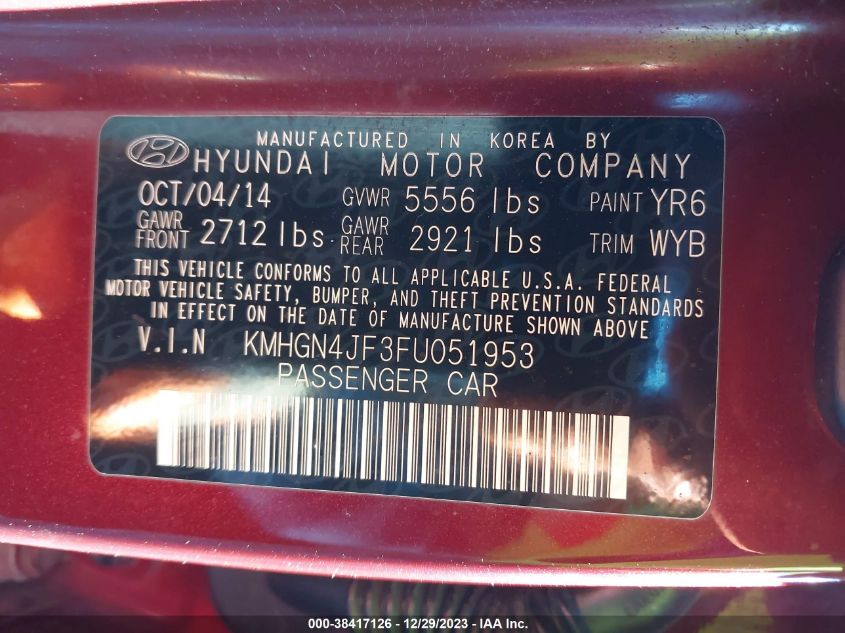 MANUFACTURED IN KOREA BY
HYUNDAI MOTOR COMPANY
OCT/04/14 GVWR 5556 lbs PAINT YR6
GAWR FRONT 2712 lbs GAWR REAR 2921 lbs TRIM WYB
THIS VEHICLE CONFORMS TO ALL APPLICABLE U.S.A. FEDERAL
MOTOR VEHICLE SAFETY, BUMPER, AND THEFT PREVENTION STANDARDS
IN EFFECT ON THE DATE OF MANUFACTURE SHOWN ABOVE
V.I.N KMHGN4JF3FU051953
PASSENGER CAR
000-38417126 - 12/29/2023 - IAA Inc.